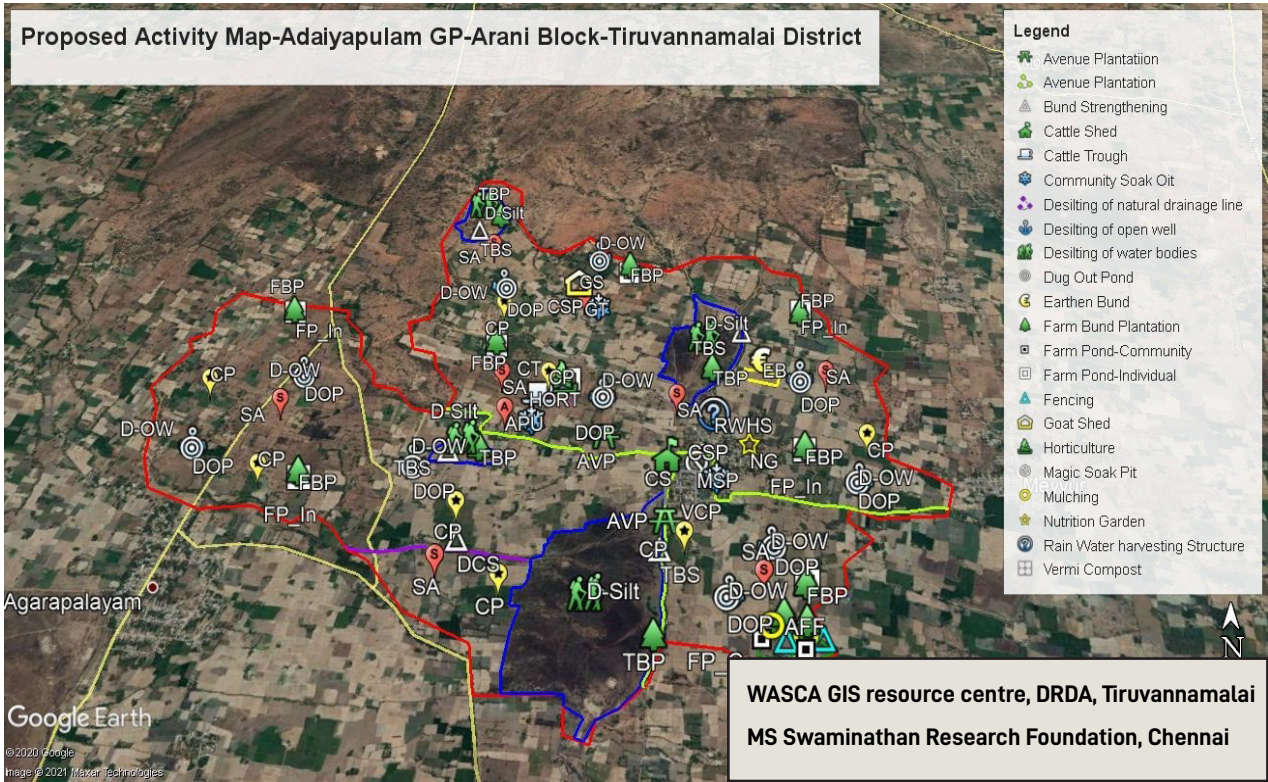 Proposed Activity Map-Adaiyapulam GP-Arani Block-Tiruvannamalai District
Legend
Avenue Plantatiion
Avenue Plantation
Bund Strengthening
Cattle Shed
Cattle Trough
Community Soak Oit
Desilting of natural drainage line
Desilting of open well
Desilting of water bodies
Dug Out Pond
Earthen Bund
Farm Bund Plantation
Farm Pond-Community
Farm Pond-Individual
Fencing
Goat Shed
Horticulture
Magic Soak Pit
Mulching
Nutrition Garden
Rain Water harvesting Structure
Vermi Compost
TBP
D-Silt
TBS
SA
D-OW
GS
FBP
D-OW
DOP
CSP
GT
FBP
FP_In
CP
FBP
SA
CT
CP
HORT
APU
D-OW
D-Silt
TBS
TBP
EB
SA
DOP
FBP
FP_In
SA
RWHS
CP
D-OW
DOP
SA
D-OW
DOP
CP
FBP
FP_In
D-Silt
D-OW
TBS
TBP
DOP
AVP
CSP
NG
CS
MSP
FBP
FP_In
CP
D-OW
DOP
DOP
CP
DCS
SA
CP
AVP
VCP
CP
TBS
D-Silt
TBP
SA
D-OW
DOP
D-OW
FBP
DOP
AFF
Agarapalayam
N
WASCA GIS resource centre, DRDA, Tiruvannamalai
MS Swaminathan Research Foundation, Chennai
Google Earth
©2020 Google
Image © 2021 Maxar Technologies